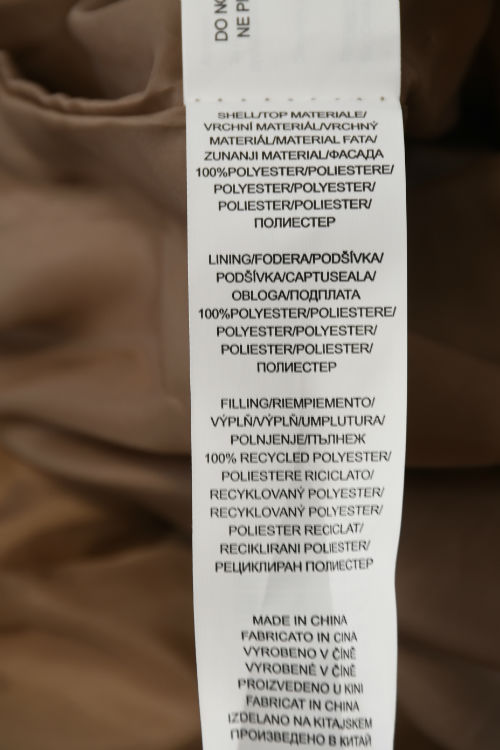 DO NO
NE PE
SHELL/TOP MATERIALE/
VRCHNÍ MATERIÁL/VRCHNÝ
MATERIÁL/MATERIAL FATA/
ZUNANJI MATERIAL/ФАСАДА
100%POLYESTER/POLIESTERE/
POLYESTER/POLYESTER/
POLIESTER/POLIESTER/
ПОЛИЕСТЕР
LINING/FODERA/PODŠÍVKA/
PODŠÍVKA/CAPTUSEALA/
OBLOGA/ПОДПЛАТА
100%POLYESTER/POLIESTERE/
POLYESTER/POLYESTER/
POLIESTER/POLIESTER/
ПОЛИЕСТЕР
FILLING/RIEMPIEMENTO/
VÝPLŇ/VÝPLŇ/UMPLUTURA/
POLNJENJE/ПЪЛНЕЖ
100% RECYCLED POLYESTER/
POLIESTERE RICICLATO/
RECYKLOVANÝ POLYESTER/
RECYKLOVANÝ POLYESTER/
POLIESTER RECICLAT/
RECIKLIRANI POLIESTER/
РЕЦИКЛИРАН ПОЛИЕСТЕР
MADE IN CHINA
FABRICATO IN CINA
VYROBENO V ČÍNĚ
VYROBENÉ V ČÍNĚ
PROIZVEDENO U KINI
FABRICAT IN CHINA
IZDELANO NA KITAJSKEM
ПРОИЗВЕДЕНО В КИТАЙ